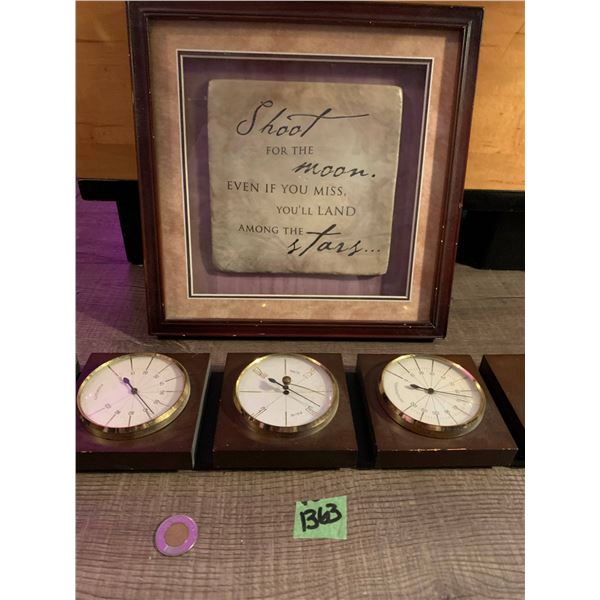 Shoot
FOR THE
moon.
EVEN IF YOU MISS,
YOU'LL LAND
AMONG THE
stars...
1363